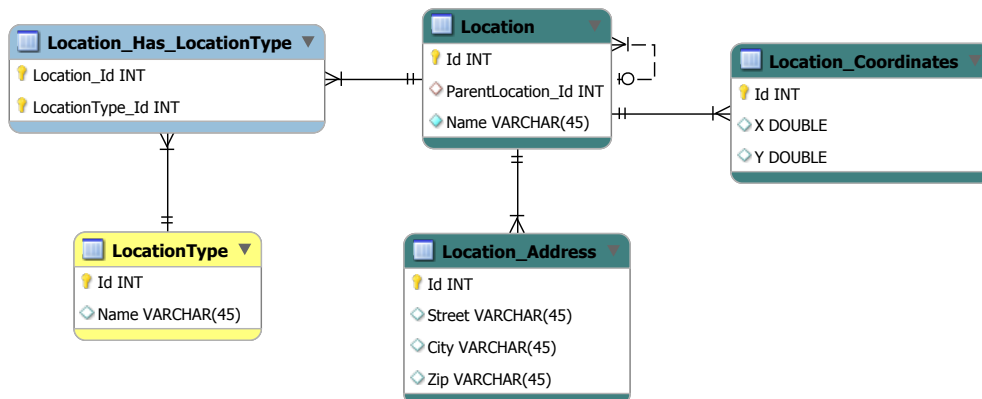 Location_Has_LocationType
Location_Id INT
LocationType_Id INT
Location
Id INT
ParentLocation_Id INT
Name VARCHAR(45)
Location_Coordinates
Id INT
X DOUBLE
Y DOUBLE
LocationType
Id INT
Name VARCHAR(45)
Location_Address
Id INT
Street VARCHAR(45)
City VARCHAR(45)
Zip VARCHAR(45)